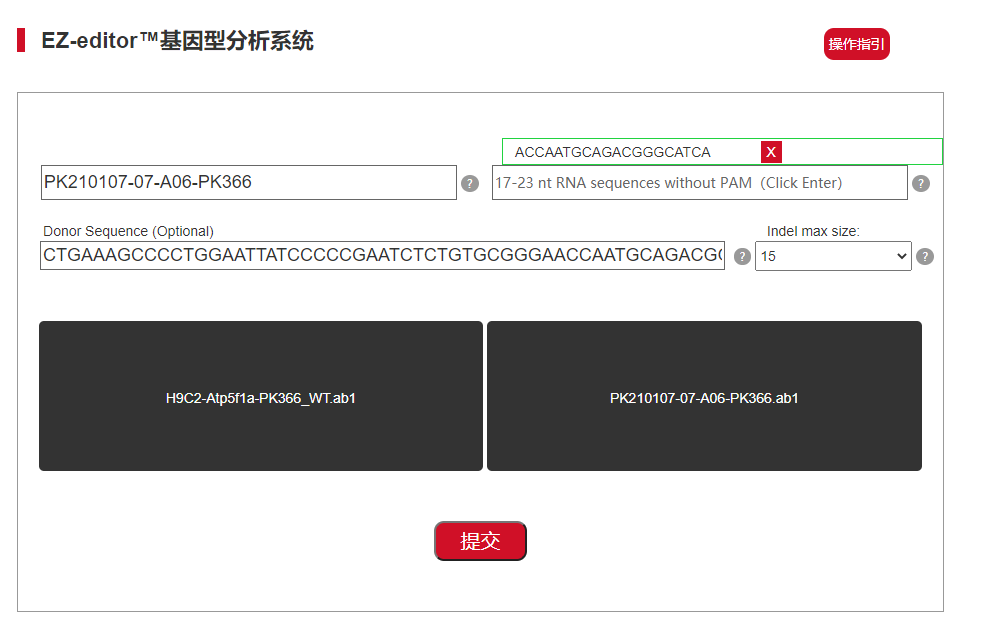 EZ-editor™基因型分析系统
操作指引
ACCAATGCAGACGGGCATCA X
PK210107-07-A06-PK366 ? 17-23 nt RNA sequences without PAM (Click Enter) ?
Donor Sequence (Optional) Indel max size:
CTGAAAGCCCCTGGAATTATCCCCCGAATCTCTGTGCGGGAACCAATGCAGACG ? 15 ?
H9C2-Atp5f1a-PK366_WT.ab1 PK210107-07-A06-PK366.ab1
提交